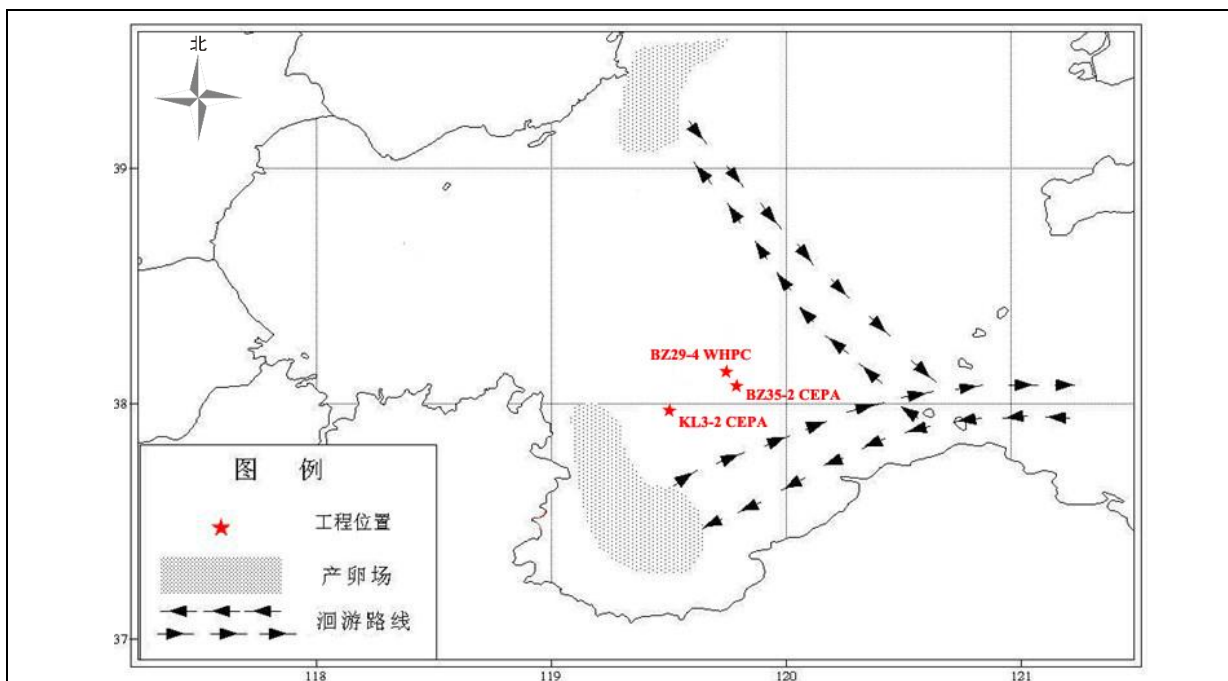 北
39
BZ29-4 WHPC
BZ35-2 CEPA
38
KL3-2 CEPA
图 例
工程位置
产卵场
洄游路线
37
118
119
120
121